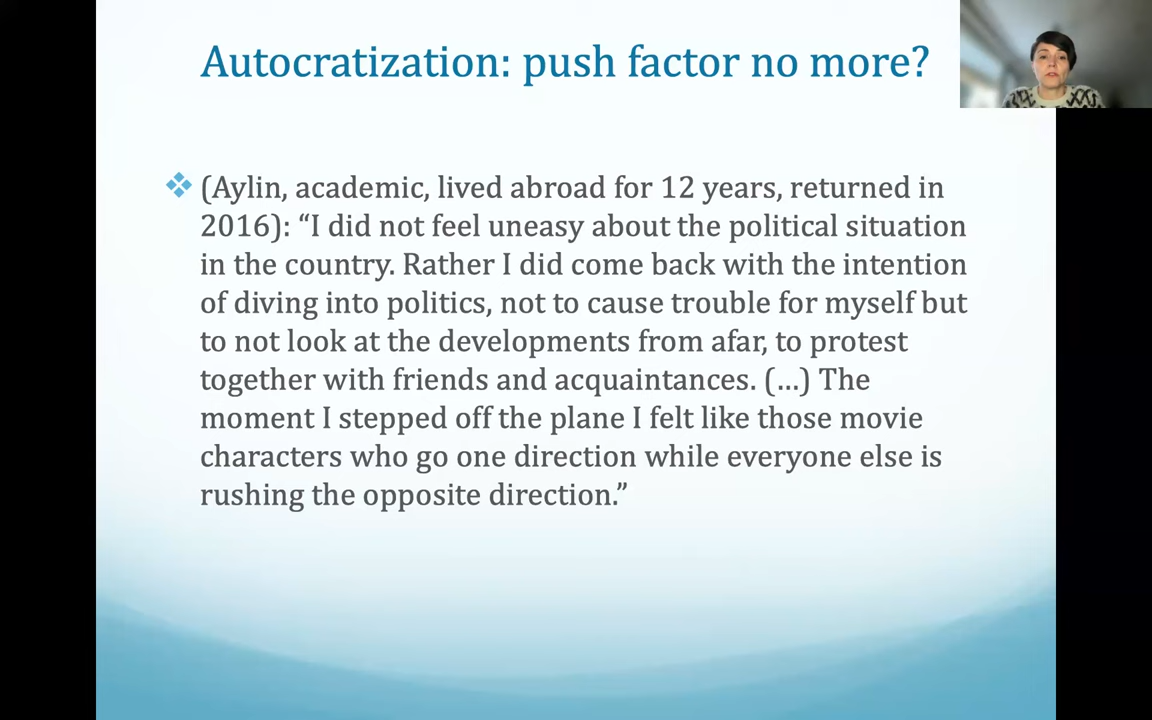 Autocratization: push factor no more?
(Aylin, academic, lived abroad for 12 years, returned in
2016): “I did not feel uneasy about the political situation
in the country. Rather I did come back with the intention
of diving into politics, not to cause trouble for myself but
to not look at the developments from afar, to protest
together with friends and acquaintances. (…) The
moment I stepped off the plane I felt like those movie
characters who go one direction while everyone else is
rushing the opposite direction.”